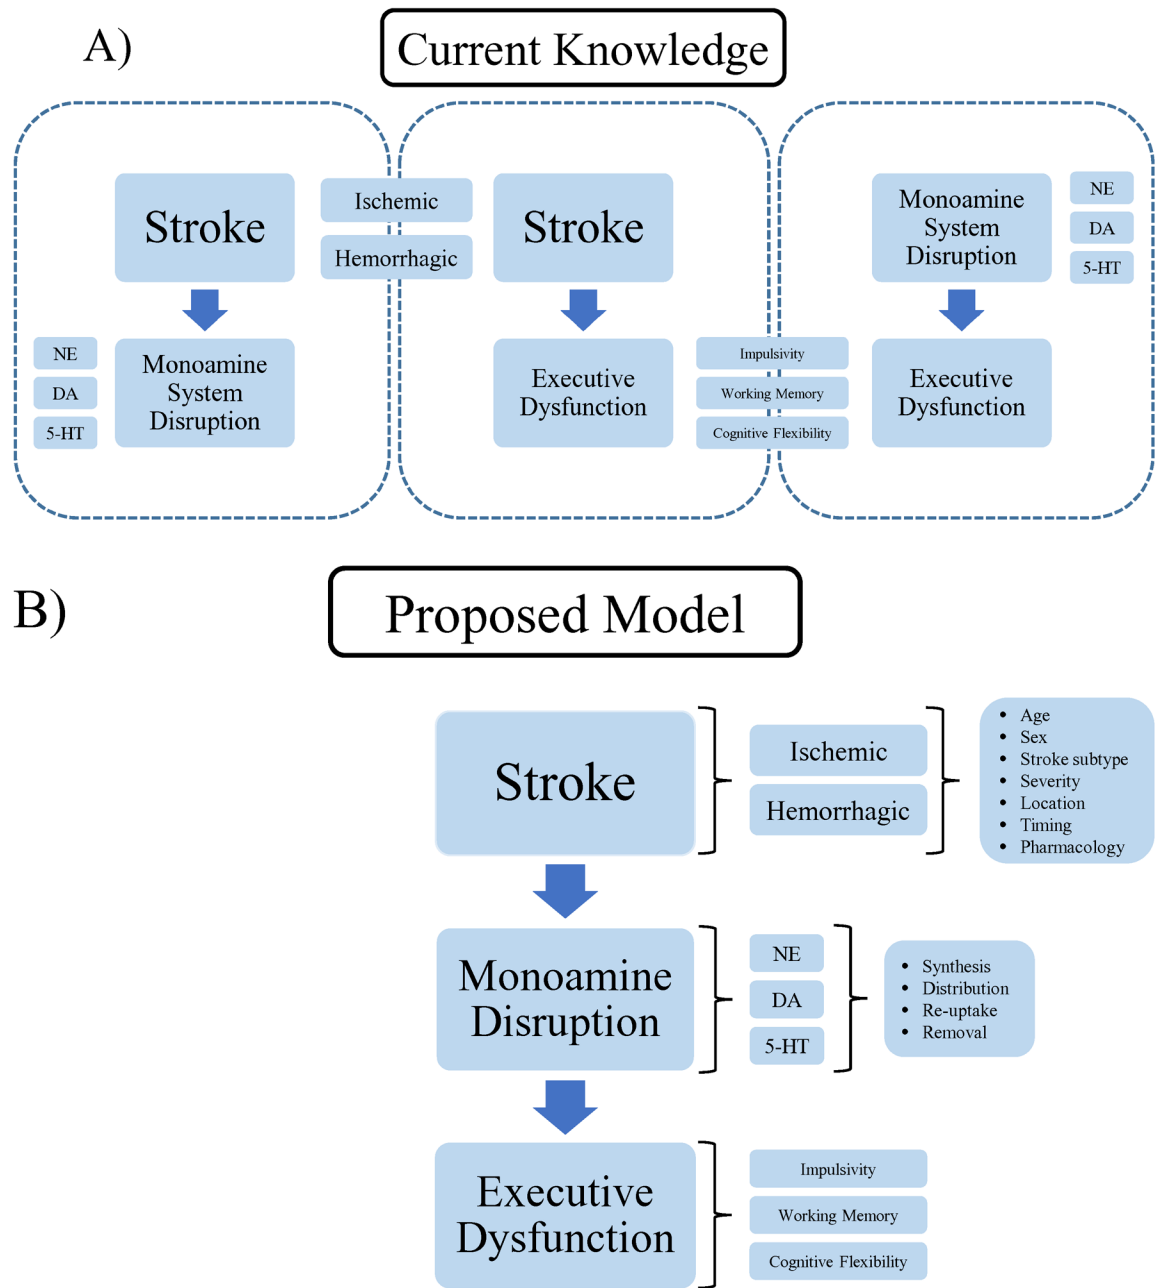 A)
Current Knowledge
Stroke
Monoamine
System
Disruption
NE
DA
5-HT
Ischemic
Hemorrhagic
Stroke
Executive
Dysfunction
Impulsivity
Working Memory
Cognitive Flexibility
Monoamine
System
Disruption
NE
DA
5-HT
Executive
Dysfunction
B)
Proposed Model
Stroke
Ischemic
Hemorrhagic
• Age
• Sex
• Stroke subtype
• Severity
• Location
• Timing
• Pharmacology
Monoamine
Disruption
NE
DA
5-HT
• Synthesis
• Distribution
• Re-uptake
• Removal
Executive
Dysfunction
Impulsivity
Working Memory
Cognitive Flexibility